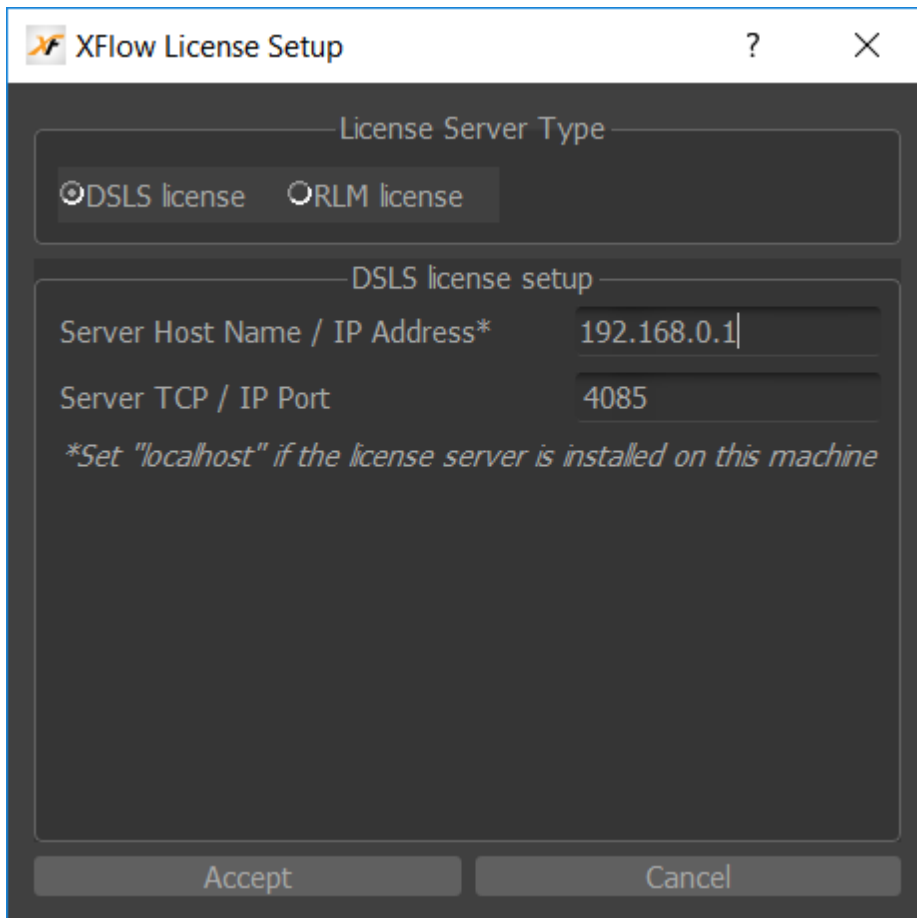 XF XFlow License Setup ?
License Server Type
DSLS license RLM license
DSLS license setup
Server Host Name / IP Address* 192.168.0.1
Server TCP / IP Port 4085
*Set "localhost" if the license server is installed on this machine
Accept Cancel